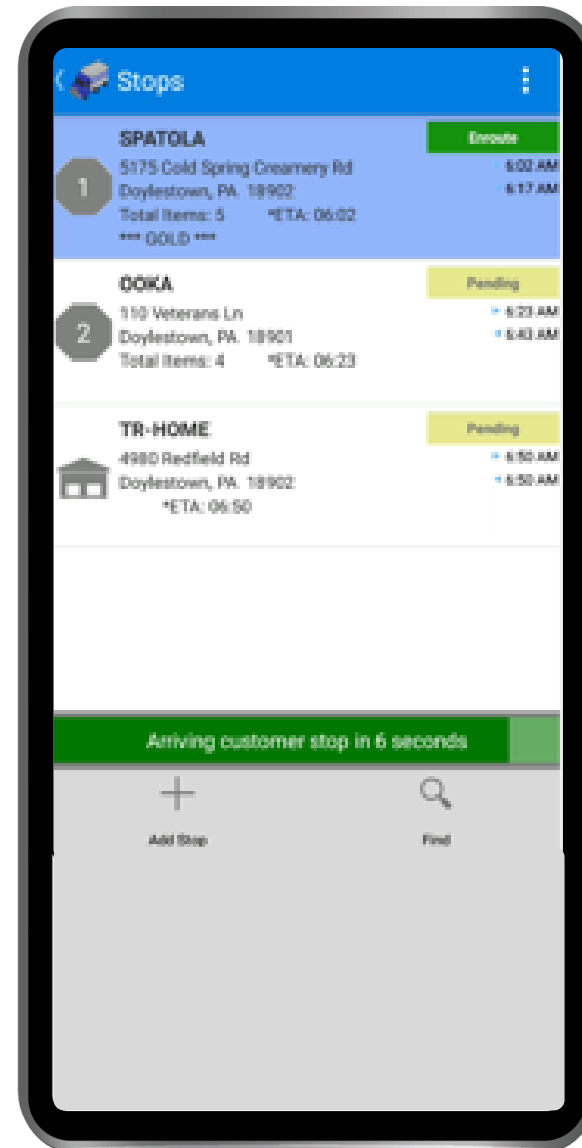 Stops
SPATOLA
Enroute
5175 Cold Spring Creamery Rd
6:02 AM
Doylestown, PA 18902
6:17 AM
Total Items: 5 *ETA: 06:02
*** GOLD ***
1
OOKA
Pending
110 Veterans Ln
6:23 AM
Doylestown, PA 18901
6:43 AM
Total Items: 4 *ETA: 06:23
2
TR-HOME
Pending
4980 Redfield Rd
6:50 AM
Doylestown, PA 18902
6:50 AM
*ETA: 06:50
Arriving customer stop in 6 seconds
Add Stop
Find